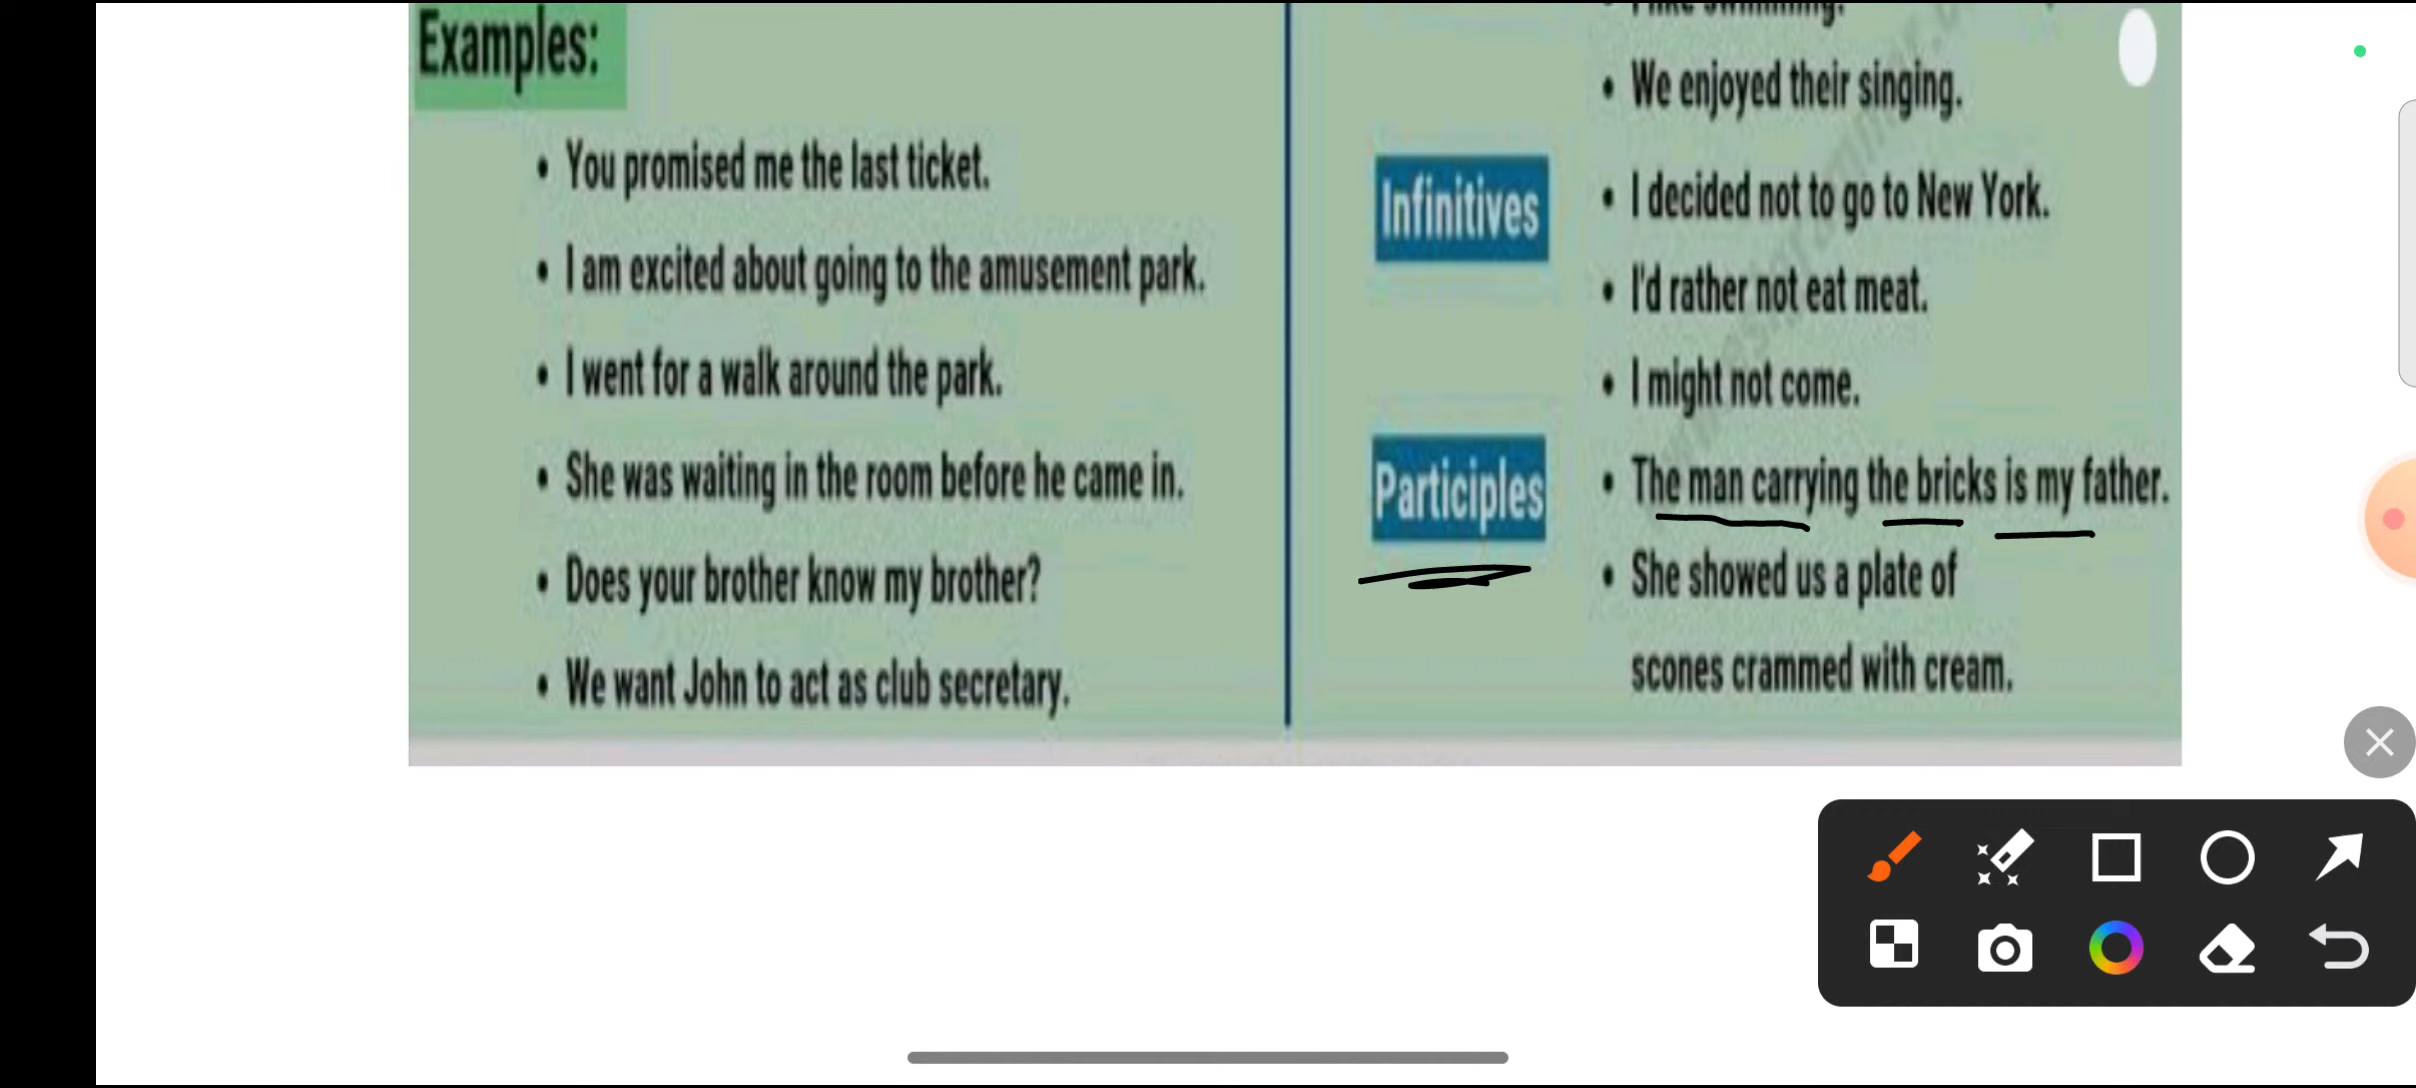 Examples:
• You promised me the last ticket.
• I am excited about going to the amusement park.
• I went for a walk around the park.
• She was waiting in the room before he came in.
• Does your brother know my brother?
• We want John to act as club secretary.
• I like swimming.
• We enjoyed their singing.
Infinitives
• I decided not to go to New York.
• I'd rather not eat meat.
• I might not come.
Participles
• The man carrying the bricks is my father.
• She showed us a plate of
scones crammed with cream.